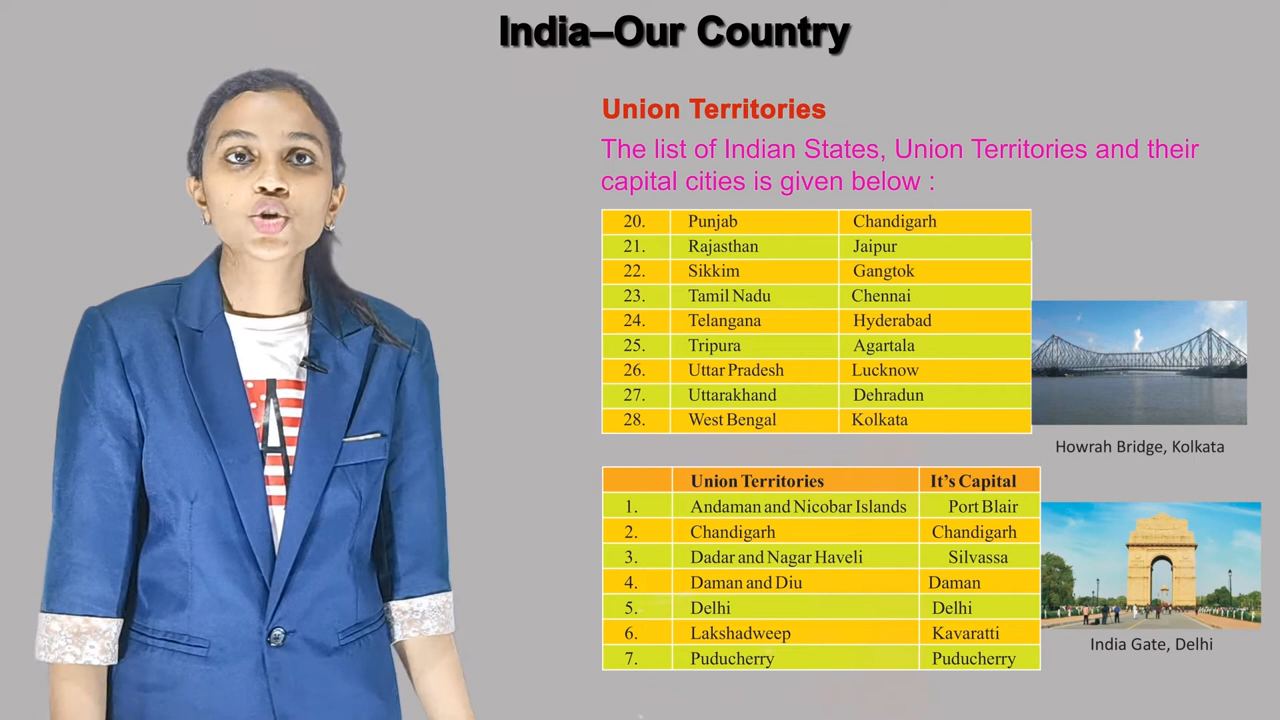 India–Our Country
Union Territories
The list of Indian States, Union Territories and their
capital cities is given below :
20. Punjab Chandigarh
21. Rajasthan Jaipur
22. Sikkim Gangtok
23. Tamil Nadu Chennai
24. Telangana Hyderabad
25. Tripura Agartala
26. Uttar Pradesh Lucknow
27. Uttarakhand Dehradun
28. West Bengal Kolkata
Howrah Bridge, Kolkata
Union Territories It’s Capital
1. Andaman and Nicobar Islands Port Blair
2. Chandigarh Chandigarh
3. Dadar and Nagar Haveli Silvassa
4. Daman and Diu Daman
5. Delhi Delhi
6. Lakshadweep Kavaratti
7. Puducherry Puducherry
India Gate, Delhi
A